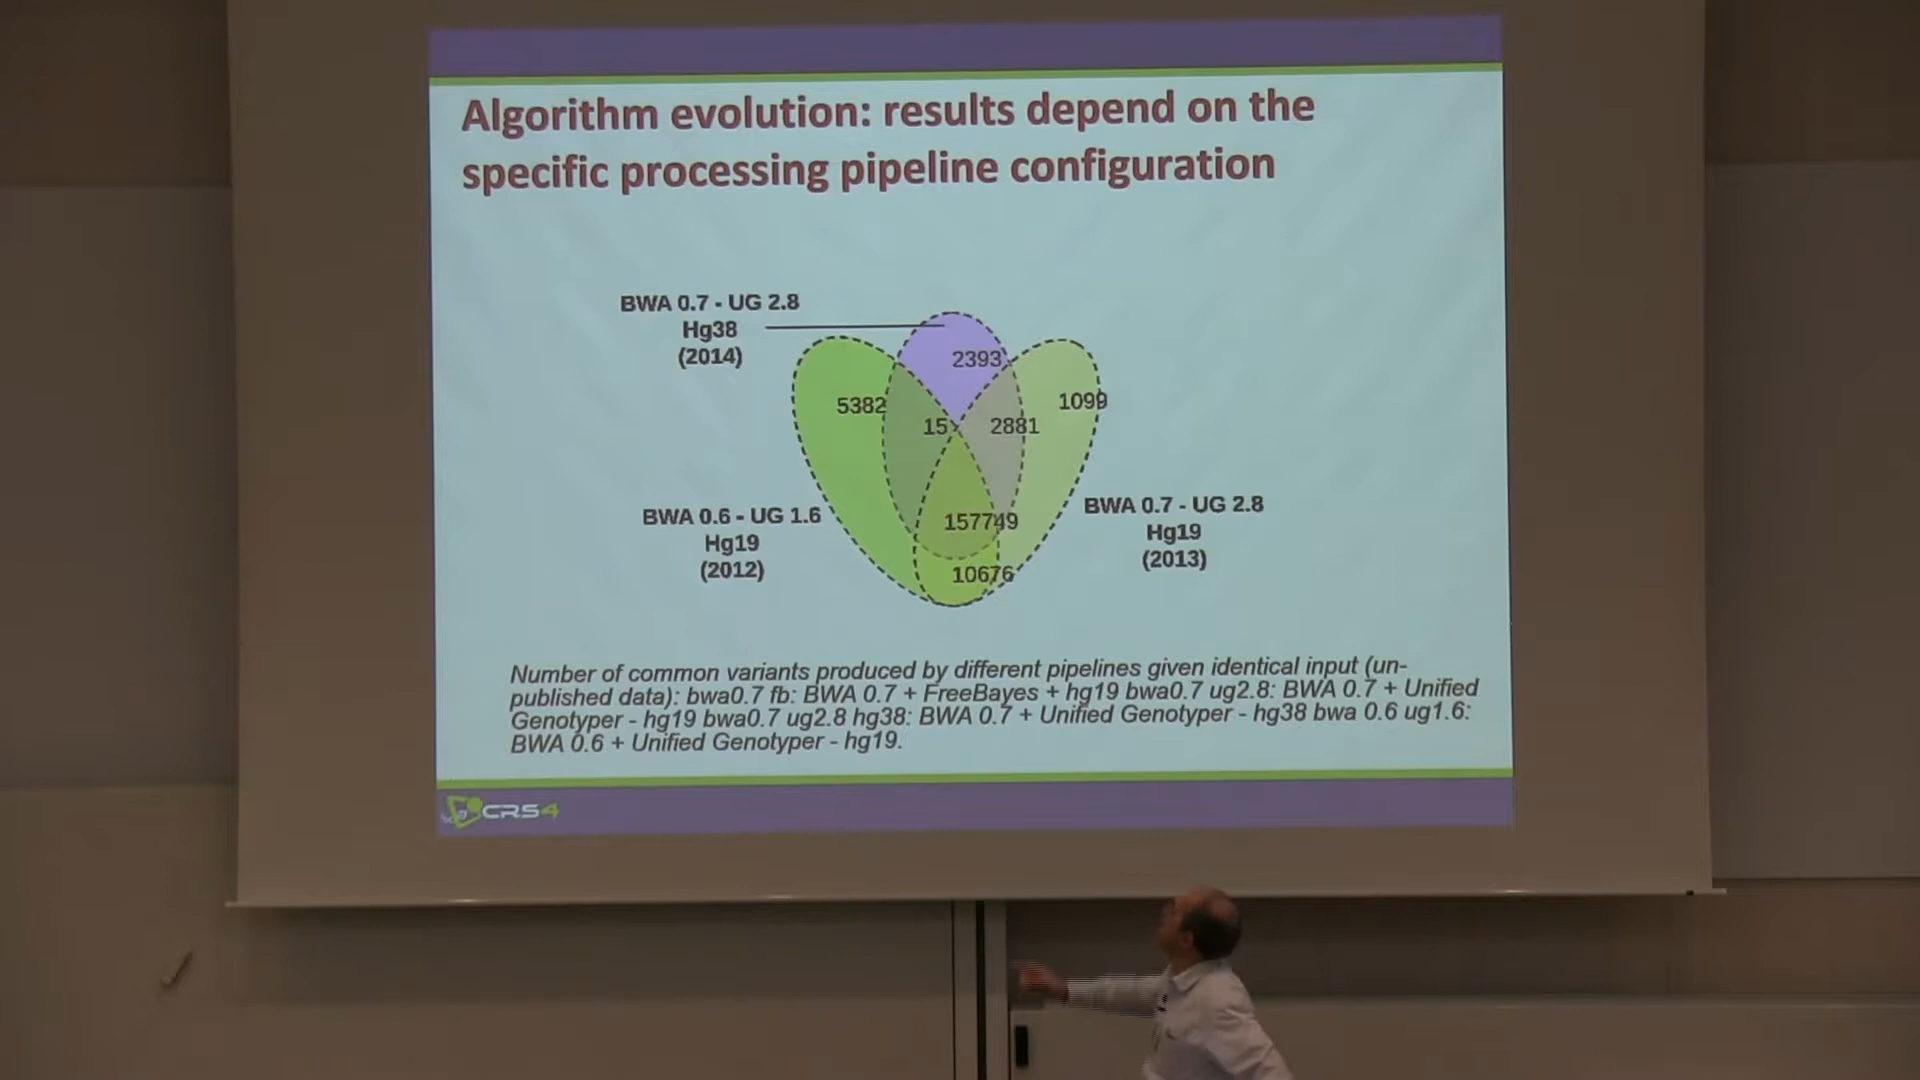 Algorithm evolution: results depend on the
specific processing pipeline configuration
BWA 0.7 - UG 2.8
Hg38
(2014)
2393
5382
1099
15
2881
BWA 0.6 - UG 1.6
Hg19
(2012)
157749
BWA 0.7 - UG 2.8
Hg19
(2013)
10676
Number of common variants produced by different pipelines given identical input (un-
published data): bwa0.7 fb: BWA 0.7 + FreeBayes + hg19 bwa0.7 ug2.8: BWA 0.7 + Unified
Genotyper - hg19 bwa0.7 ug2.8 hg38: BWA 0.7 + Unified Genotyper - hg38 bwa 0.6 ug1.6:
BWA 0.6 + Unified Genotyper - hg19.
CRS4